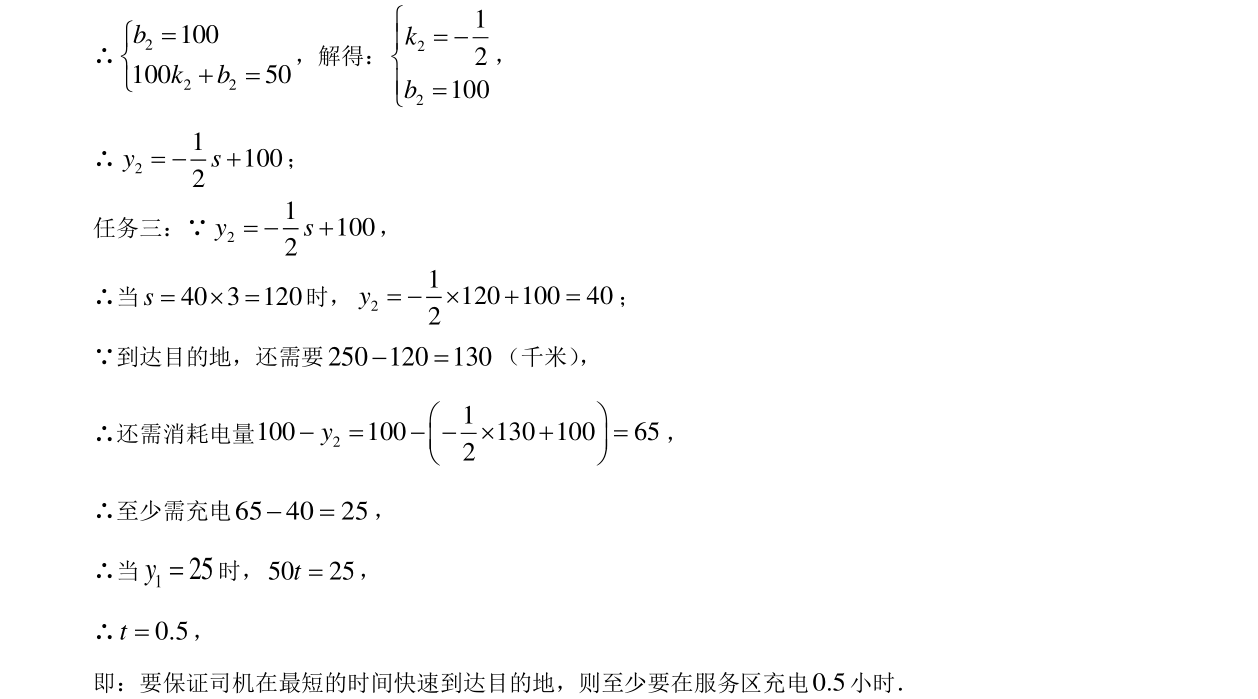 ∴ { b₂ = 100, 100k₂ + b₂ = 50 ，解得： { k₂ = −1/2, b₂ = 100 ，
∴ y₂ = −1/2 s + 100；
任务三：∵ y₂ = −1/2 s + 100，
∴当 s = 40×3 = 120 时， y₂ = −1/2 ×120 + 100 = 40；
∵到达目的地，还需要 250−120 = 130 （千米），
∴还需消耗电量 100 − y₂ = 100 − (−1/2 ×130 + 100) = 65，
∴至少需充电 65 − 40 = 25，
∴当 y₁ = 25 时， 50t = 25，
∴ t = 0.5，
即：要保证司机在最短的时间快速到达目的地，则至少要在服务区充电 0.5 小时．